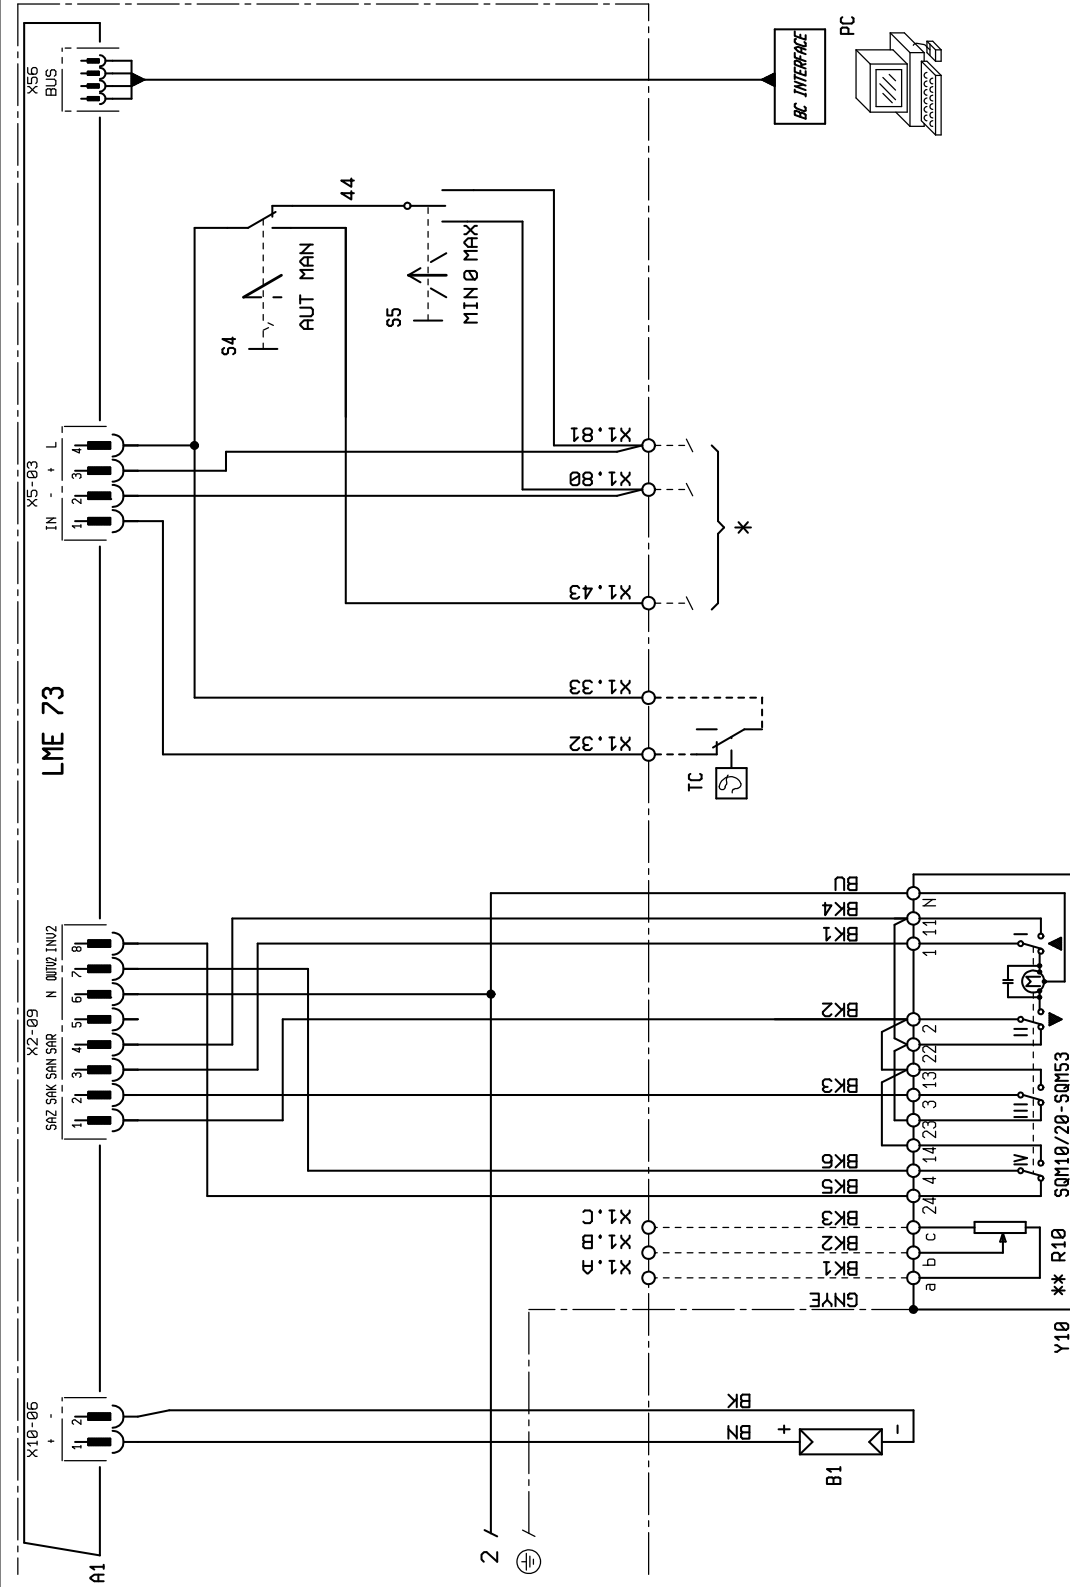 X56
BUS
BC INTERFACE
PC
44
S4
AUT MAN
S5
MIN 0 MAX
X5-03
IN - + L
1 2 3 4
X1.81
X1.80
X1.43
*
X1.33
X1.32
TC
LME 73
X2-09
SAZ SAK SAN SAR N OUTV2 INV2
1 2 3 4 5 6 7 8
BU
BK4
BK1
BK2
BK3
BK6
BK5
BK3
BK2
BK1
GNYE
X1.C
X1.B
X1.A
N
11
1
2
22
13
3
23
14
4
24
c
b
a
I
M
II
III
IV
SQM10/20-SQM53
** R10
Y10
X10-06
+ -
1 2
BK
BN
+
-
B1
2
A1